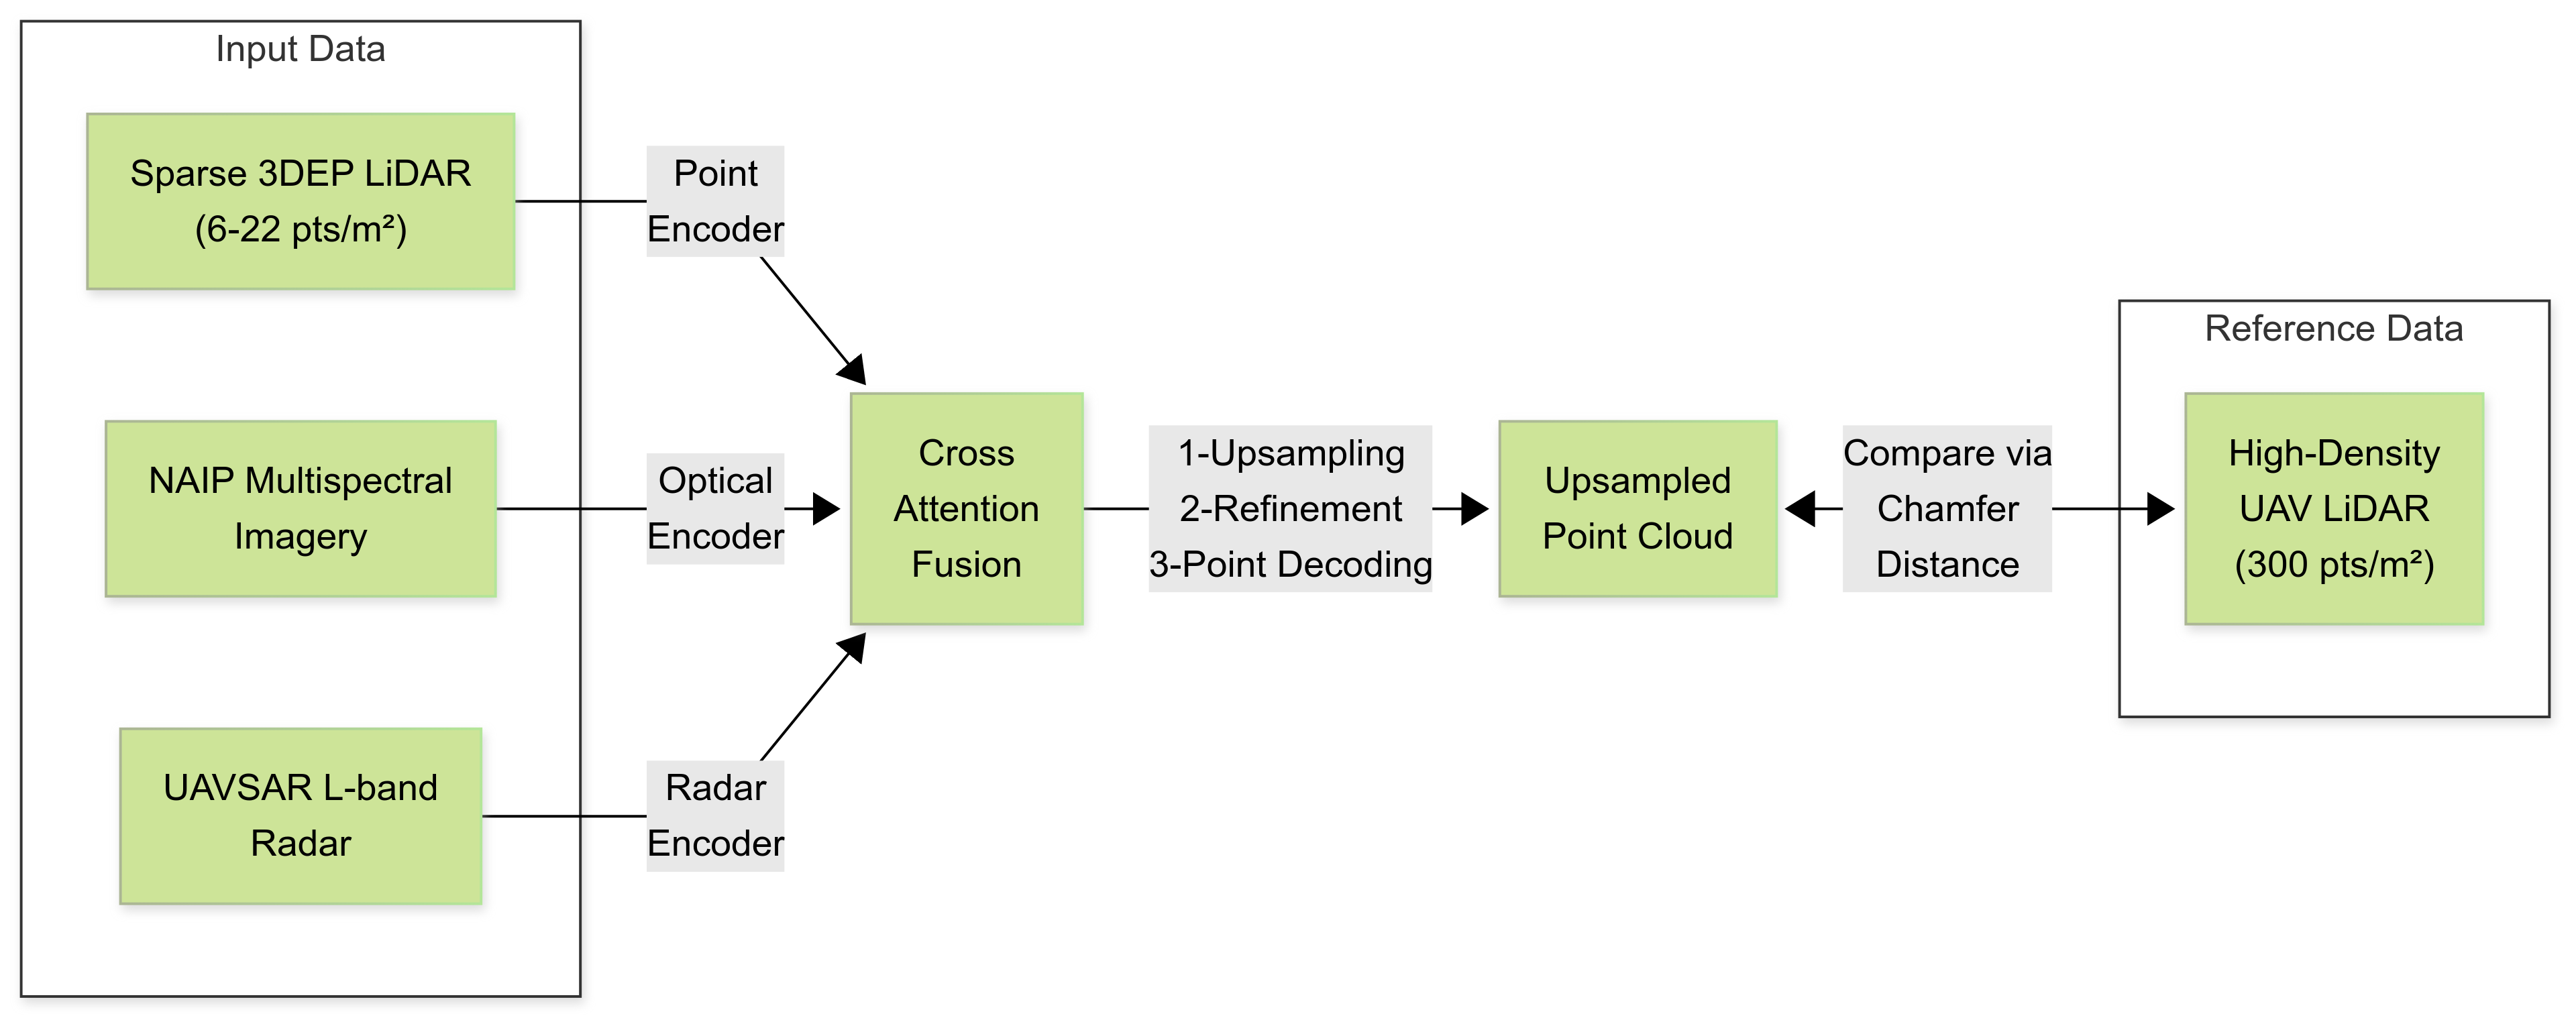 Input Data
Sparse 3DEP LiDAR
(6-22 pts/m²)
NAIP Multispectral
Imagery
UAVSAR L-band
Radar
Point
Encoder
Optical
Encoder
Radar
Encoder
Cross
Attention
Fusion
1-Upsampling
2-Refinement
3-Point Decoding
Upsampled
Point Cloud
Compare via
Chamfer
Distance
Reference Data
High-Density
UAV LiDAR
(300 pts/m²)